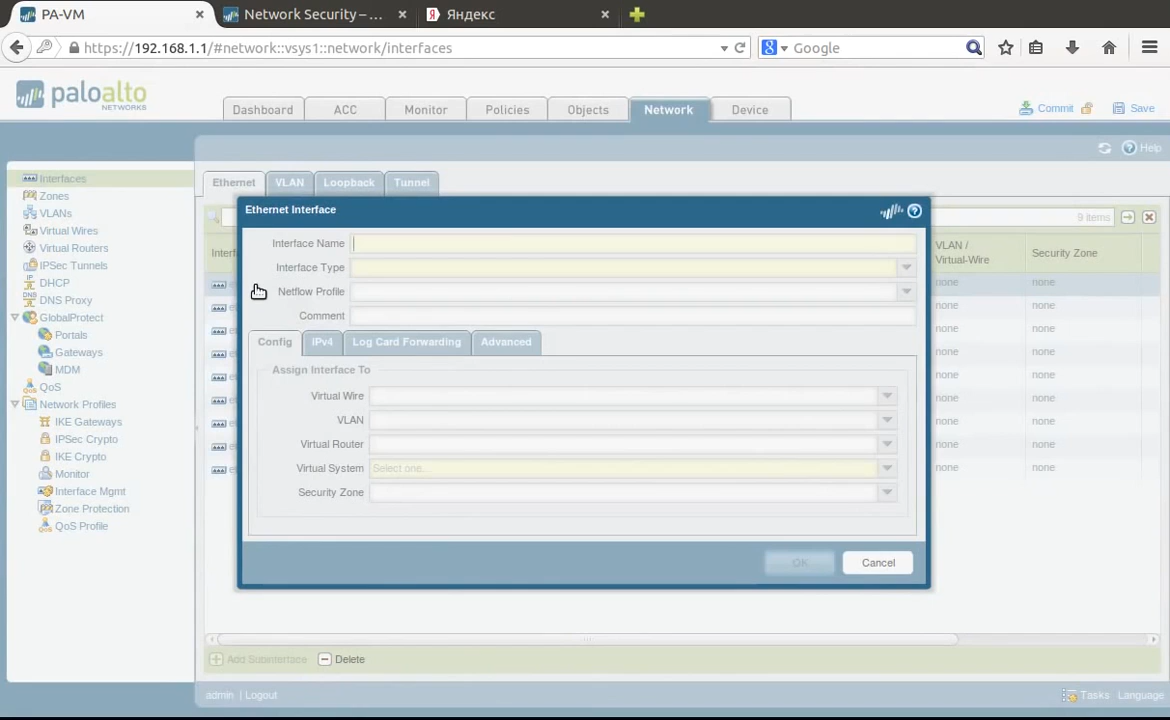 PA-VM
Network Security – ...
Яндекс
https://192.168.1.1/#network::vsys1::network/interfaces
Google
paloalto
NETWORKS
Dashboard
ACC
Monitor
Policies
Objects
Network
Device
Commit
Save
Help
Interfaces
Zones
VLANs
Virtual Wires
Virtual Routers
IPSec Tunnels
DHCP
DNS Proxy
GlobalProtect
Portals
Gateways
MDM
QoS
Network Profiles
IKE Gateways
IPSec Crypto
IKE Crypto
Monitor
Interface Mgmt
Zone Protection
QoS Profile
Ethernet
VLAN
Loopback
Tunnel
9 items
VLAN /
Virtual-Wire
Security Zone
none none
none none
none none
none none
none none
none none
none none
none none
none none
Ethernet Interface
Interface Name
Interface Type
Netflow Profile
Comment
Config
IPv4
Log Card Forwarding
Advanced
Assign Interface To
Virtual Wire
VLAN
Virtual Router
Virtual System Select one...
Security Zone
OK
Cancel
Add Subinterface
Delete
admin | Logout
Tasks
Language